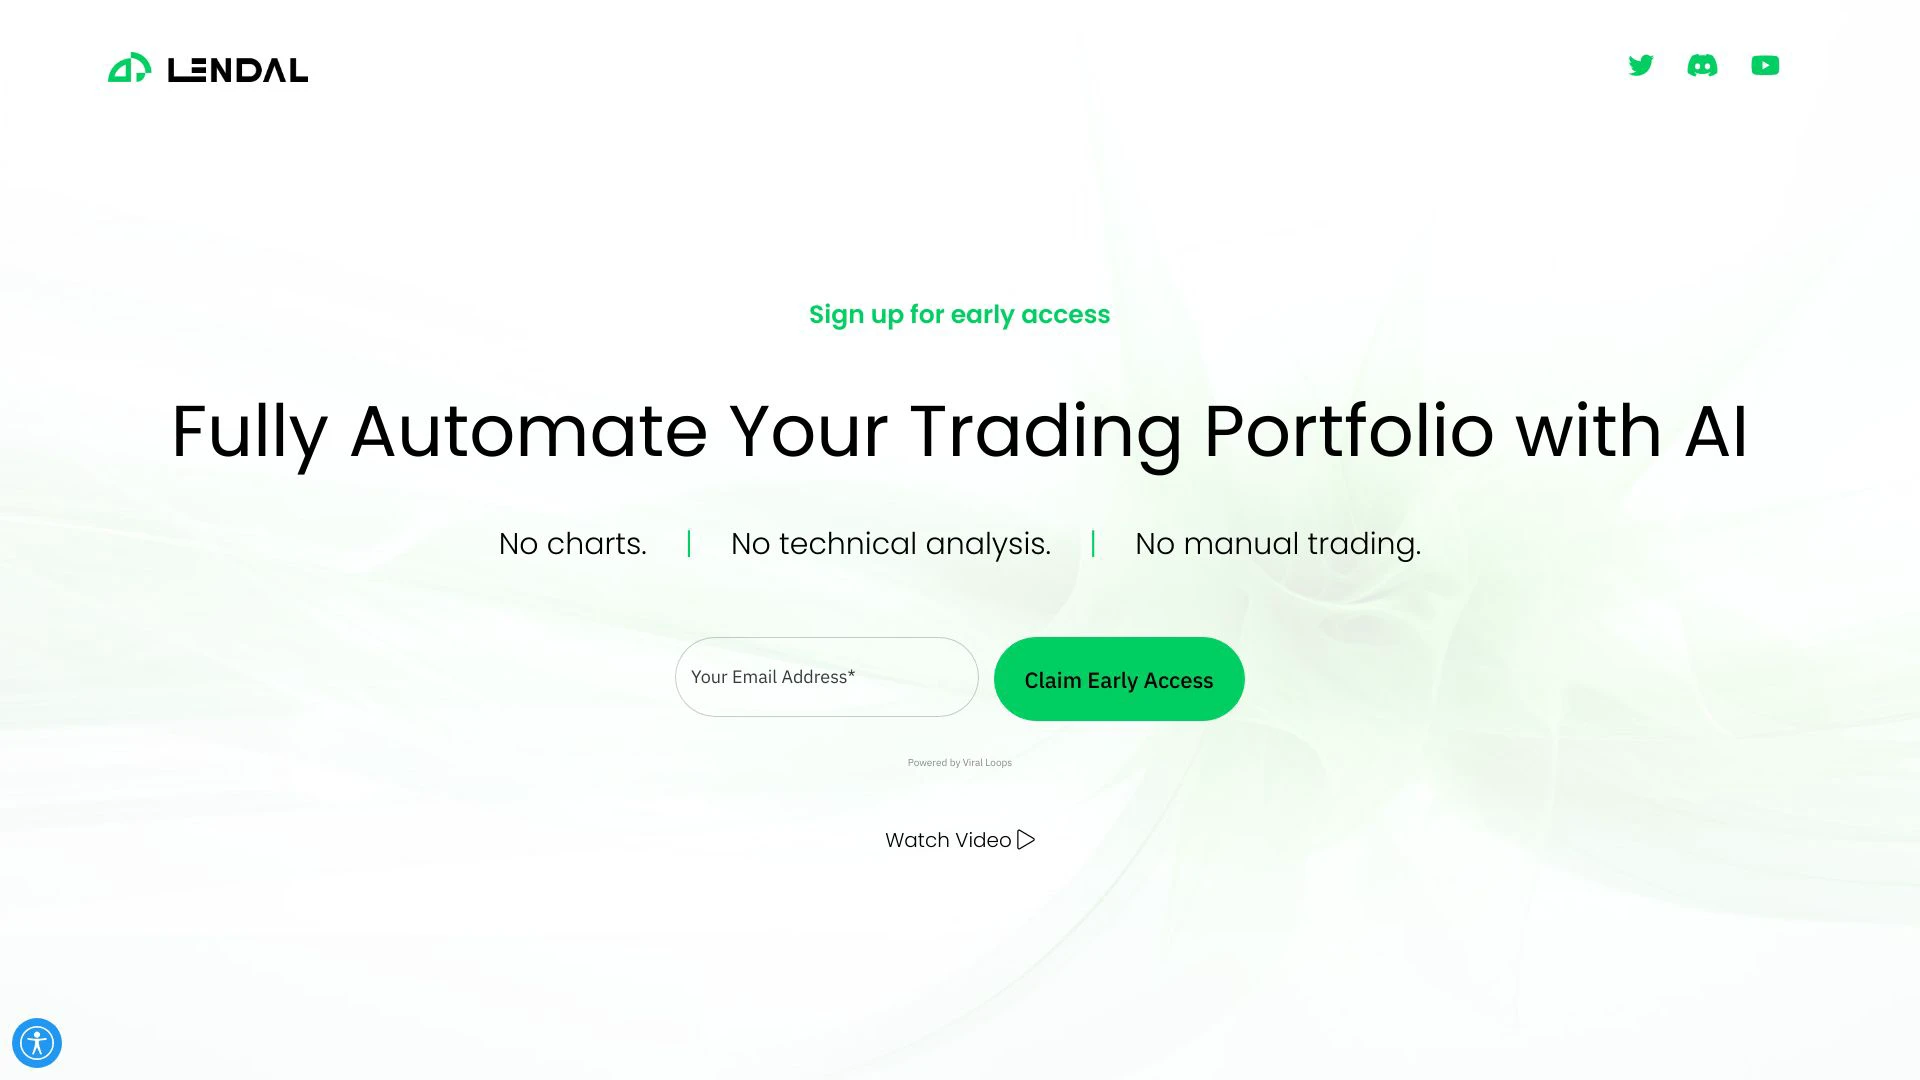 LENDAL
Sign up for early access
Fully Automate Your Trading Portfolio with AI
No charts. | No technical analysis. | No manual trading.
Your Email Address*
Claim Early Access
Powered by Viral Loops
Watch Video